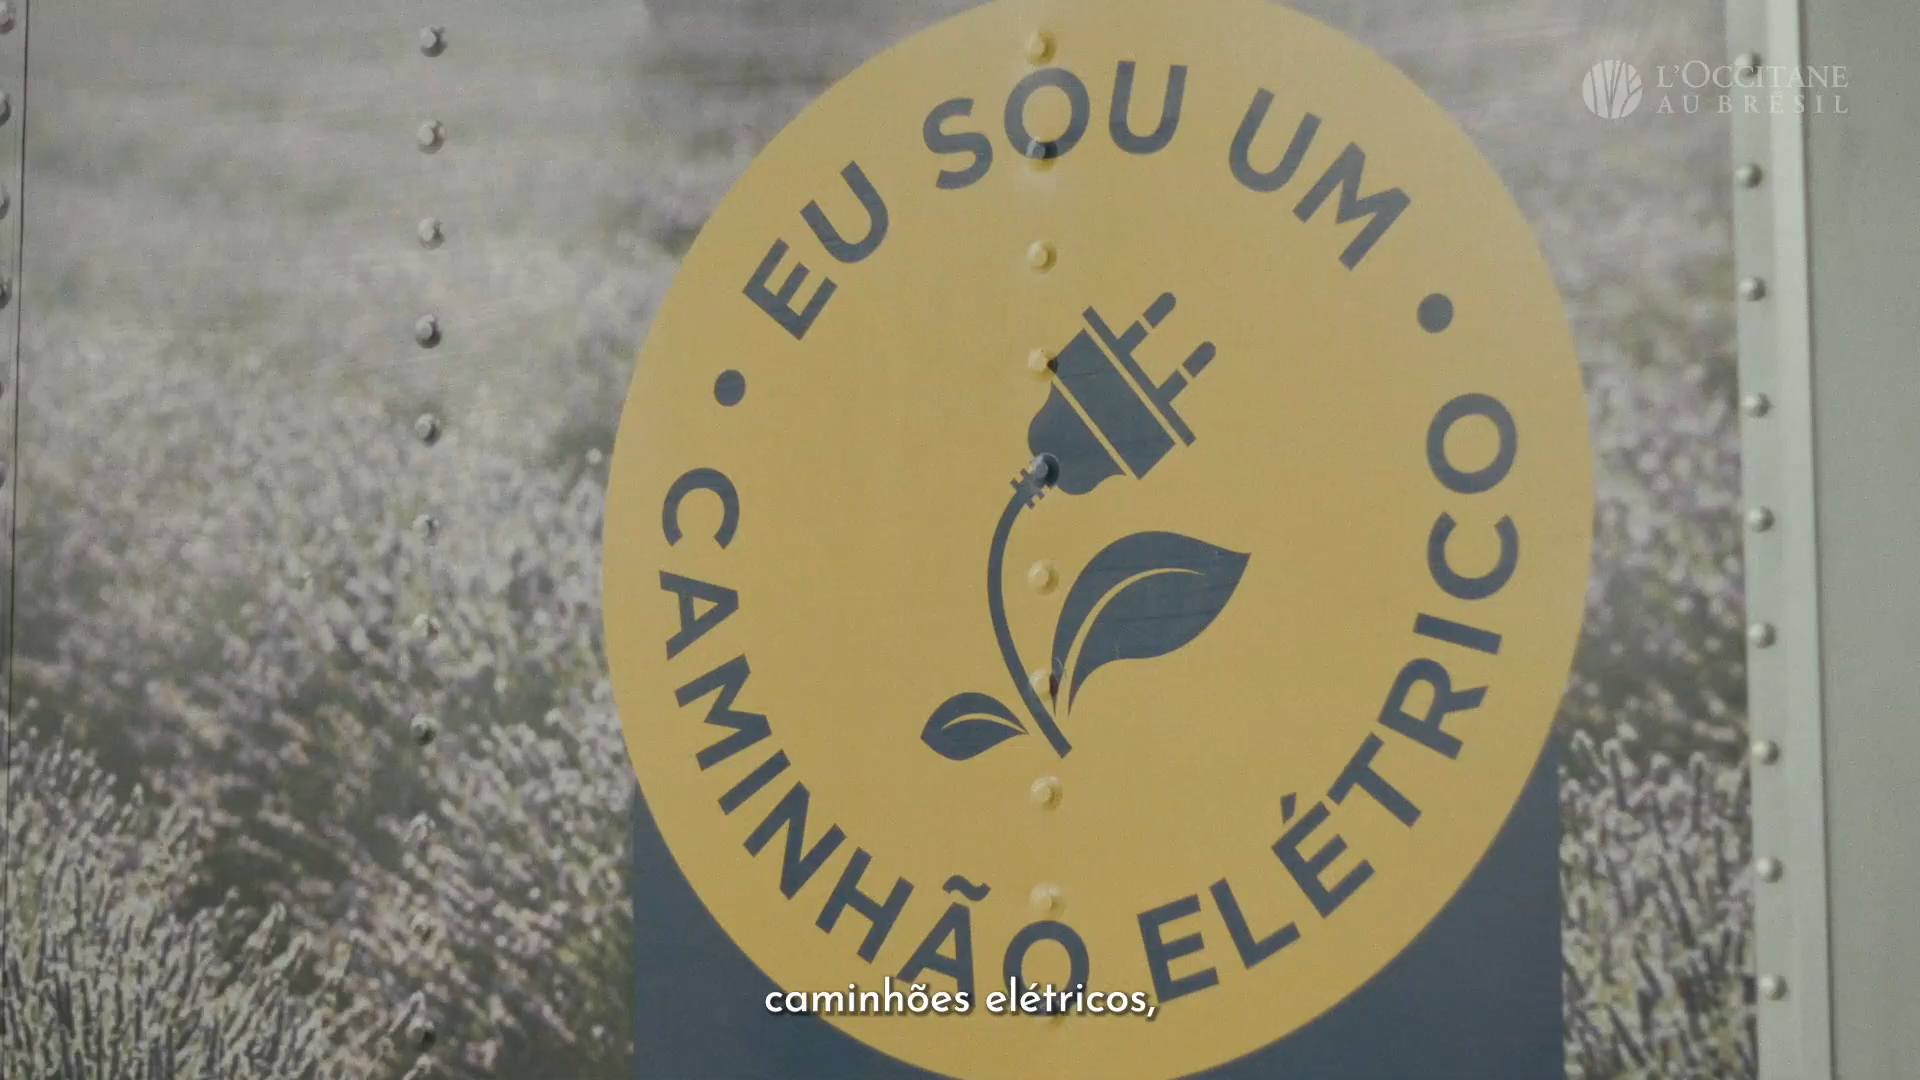 L'OCCITANE
AU BRÉSIL
• EU SOU UM •
CAMINHÃO ELÉTRICO
caminhões elétricos,